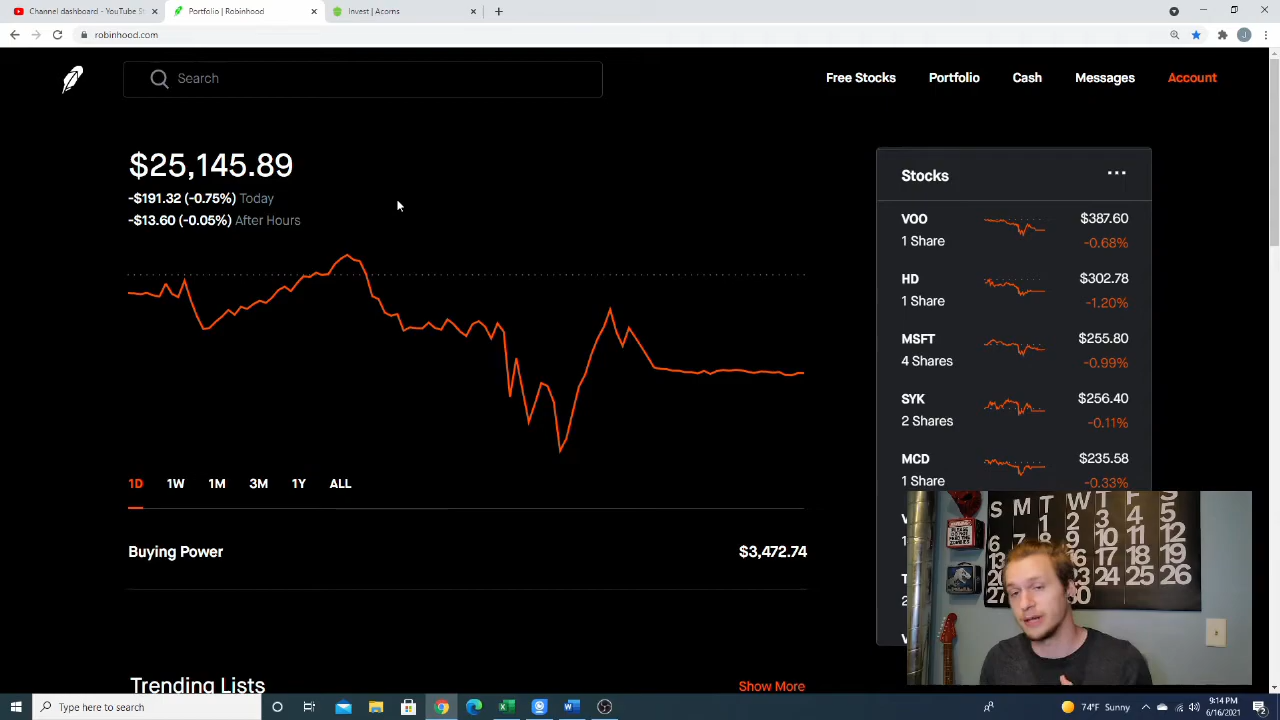 Channel dashboard - YouTube St
Portfolio | Robinhood
Invest | Acorns
robinhood.com
J
Search
Free Stocks
Portfolio
Cash
Messages
Account
$25,145.89
-$191.32 (-0.75%) Today
-$13.60 (-0.05%) After Hours
1D 1W 1M 3M 1Y ALL
Buying Power $3,472.74
Trending Lists Show More
Stocks
VOO $387.60
1 Share -0.68%
HD $302.78
1 Share -1.20%
MSFT $255.80
4 Shares -0.99%
SYK $256.40
2 Shares -0.11%
MCD $235.58
1 Share -0.33%
S M T W T F S
1 2 3 4 5
6 7 8 9 10 11 12
13 17 18 19
20 23 24 25 26
27 30
Type here to search
74°F Sunny
9:14 PM
6/16/2021
2